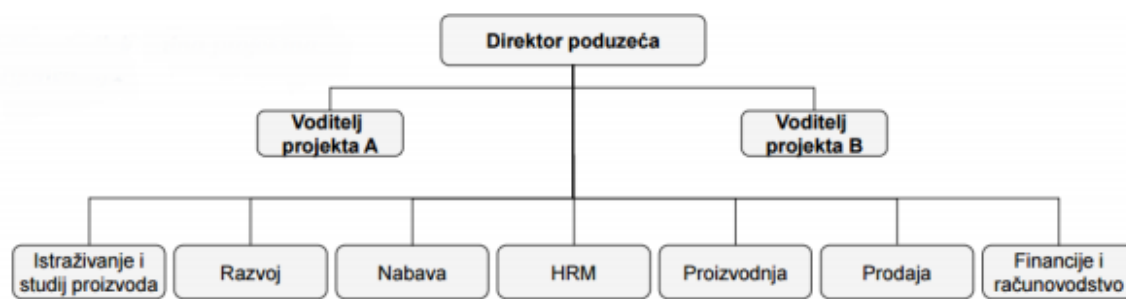 Direktor poduzeća
Voditelj
projekta A
Voditelj
projekta B
Istraživanje i
studij proizvoda
Razvoj
Nabava
HRM
Proizvodnja
Prodaja
Financije i
računovodstvo